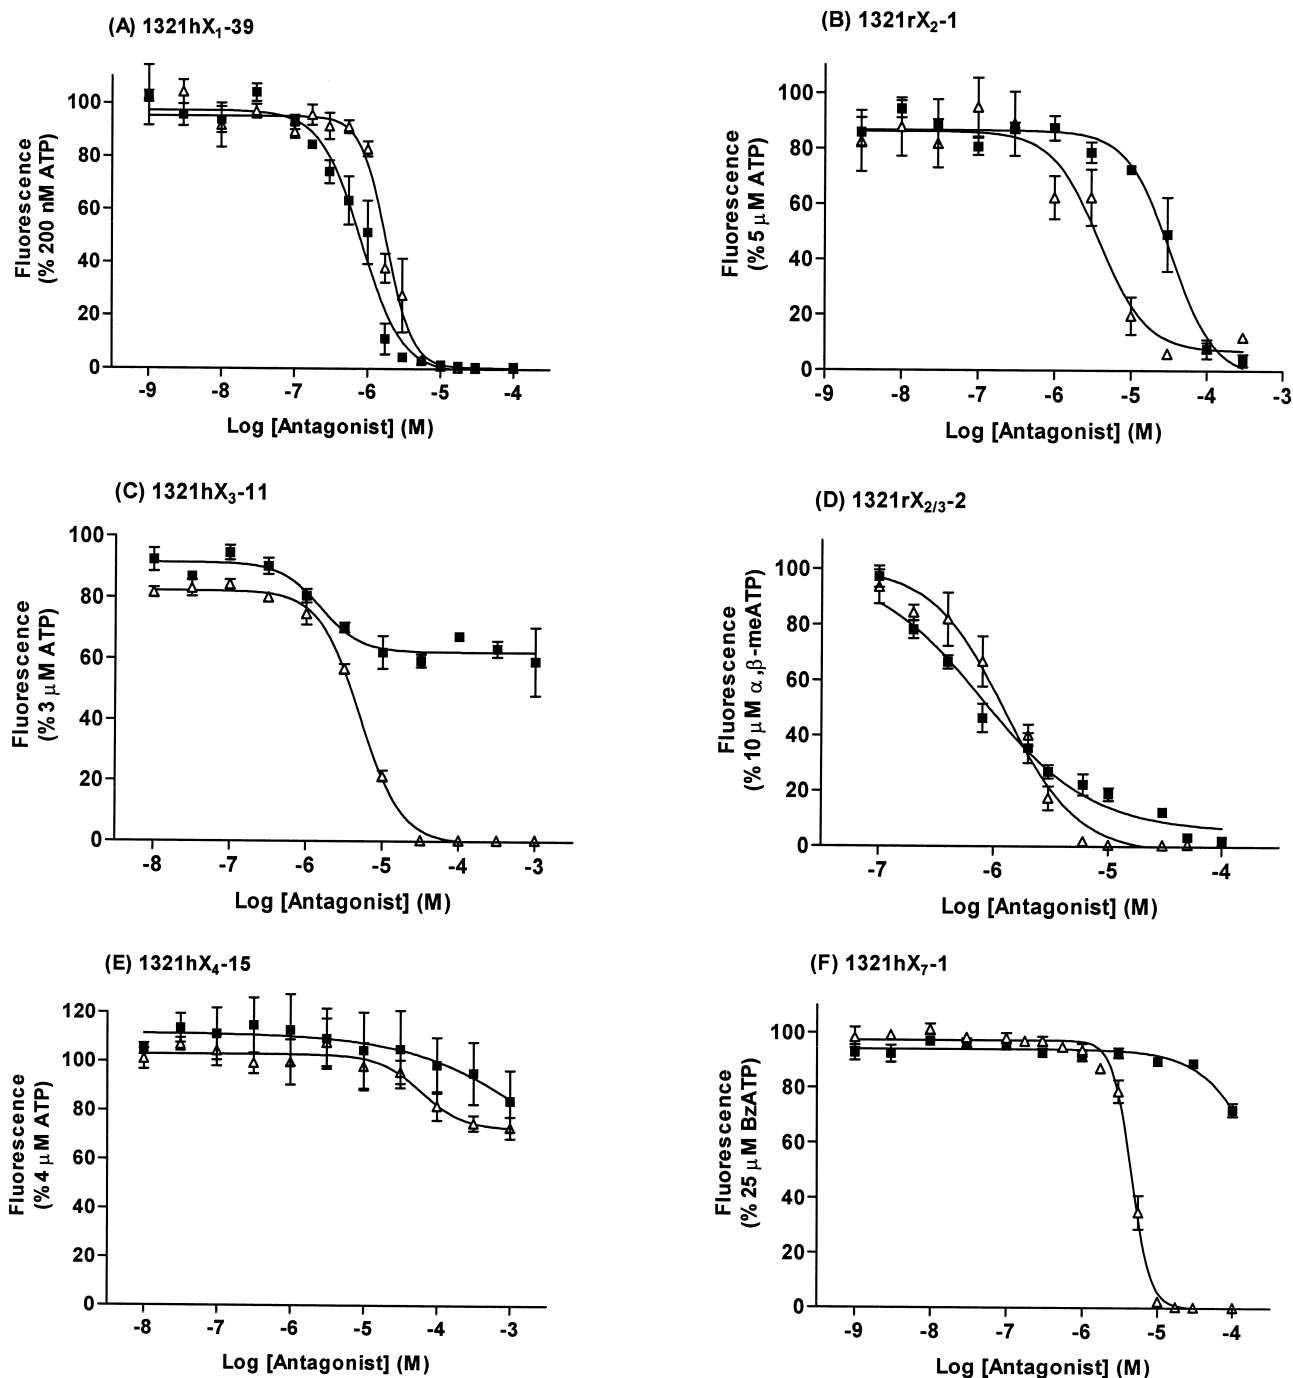 (A) 1321hX₁-39
Fluorescence
(% 200 nM ATP)
100
80
60
40
20
0
-9 -8 -7 -6 -5 -4
Log [Antagonist] (M)
(B) 1321rX₂-1
Fluorescence
(% 5 μM ATP)
100
80
60
40
20
0
-9 -8 -7 -6 -5 -4 -3
Log [Antagonist] (M)
(C) 1321hX₃-11
Fluorescence
(% 3 μM ATP)
100
80
60
40
20
0
-8 -7 -6 -5 -4 -3
Log [Antagonist] (M)
(D) 1321rX₂/₃-2
Fluorescence
(% 10 μM α,β-meATP)
100
80
60
40
20
0
-7 -6 -5 -4
Log [Antagonist] (M)
(E) 1321hX₄-15
Fluorescence
(% 4 μM ATP)
120
100
80
60
40
20
0
-8 -7 -6 -5 -4 -3
Log [Antagonist] (M)
(F) 1321hX₇-1
Fluorescence
(% 25 μM BzATP)
100
80
60
40
20
0
-9 -8 -7 -6 -5 -4
Log [Antagonist] (M)